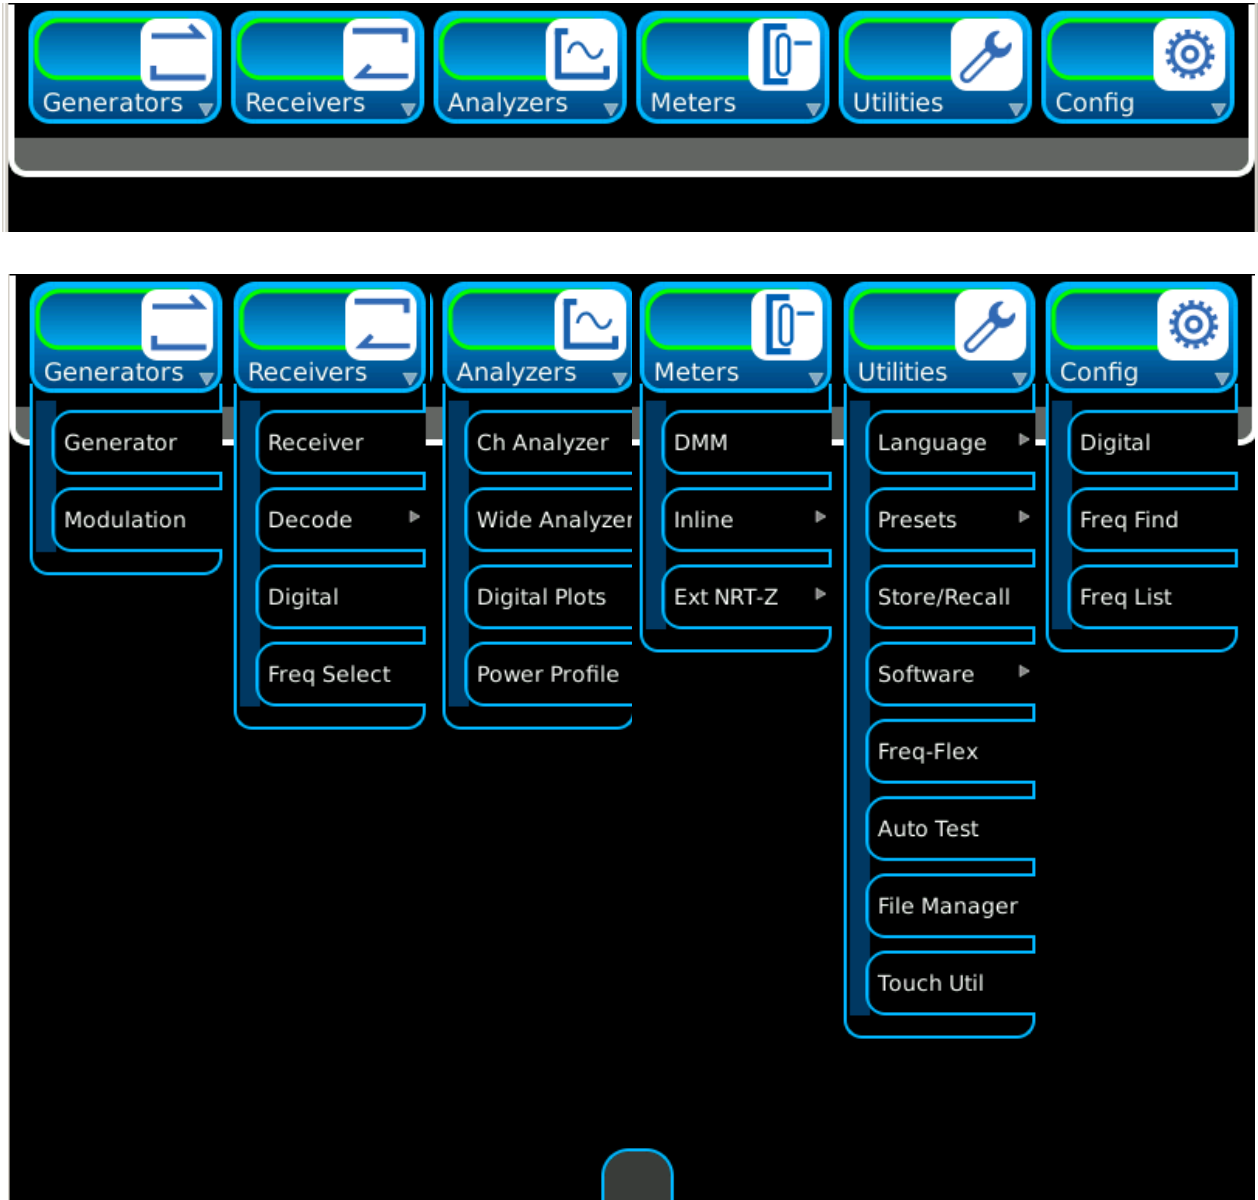 Generators
Receivers
Analyzers
Meters
Utilities
Config
Generators
Receivers
Analyzers
Meters
Utilities
Config
Generator
Modulation
Receiver
Decode
Digital
Freq Select
Ch Analyzer
Wide Analyzer
Digital Plots
Power Profile
DMM
Inline
Ext NRT-Z
Language
Presets
Store/Recall
Software
Freq-Flex
Auto Test
File Manager
Touch Util
Digital
Freq Find
Freq List